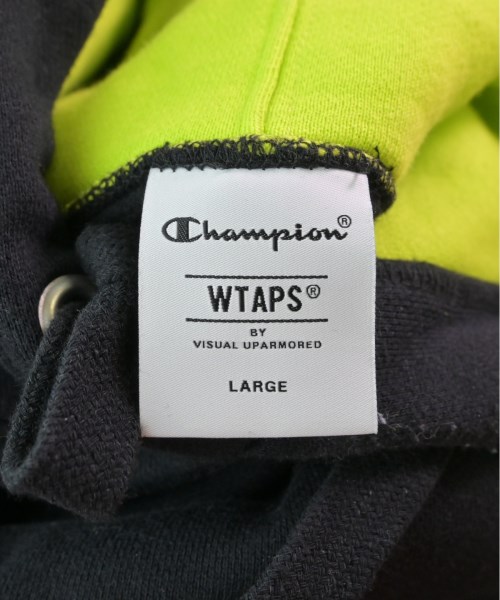 Champion®
WTAPS®
BY
VISUAL UPARMORED
LARGE